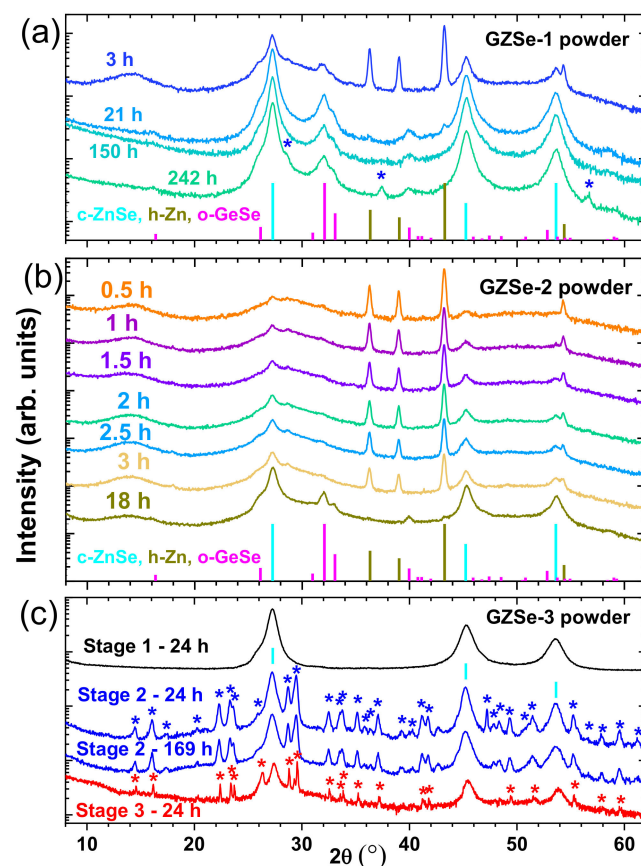 (a)
GZSe-1 powder
3 h
21 h
150 h
*
*
242 h
*
c-ZnSe, h-Zn, o-GeSe
(b)
GZSe-2 powder
0.5 h
1 h
1.5 h
2 h
2.5 h
3 h
18 h
c-ZnSe, h-Zn, o-GeSe
Intensity (arb. units)
(c)
GZSe-3 powder
Stage 1 - 24 h
Stage 2 - 24 h
Stage 2 - 169 h
Stage 3 - 24 h
10 20 30 40 50 60
2θ (°)